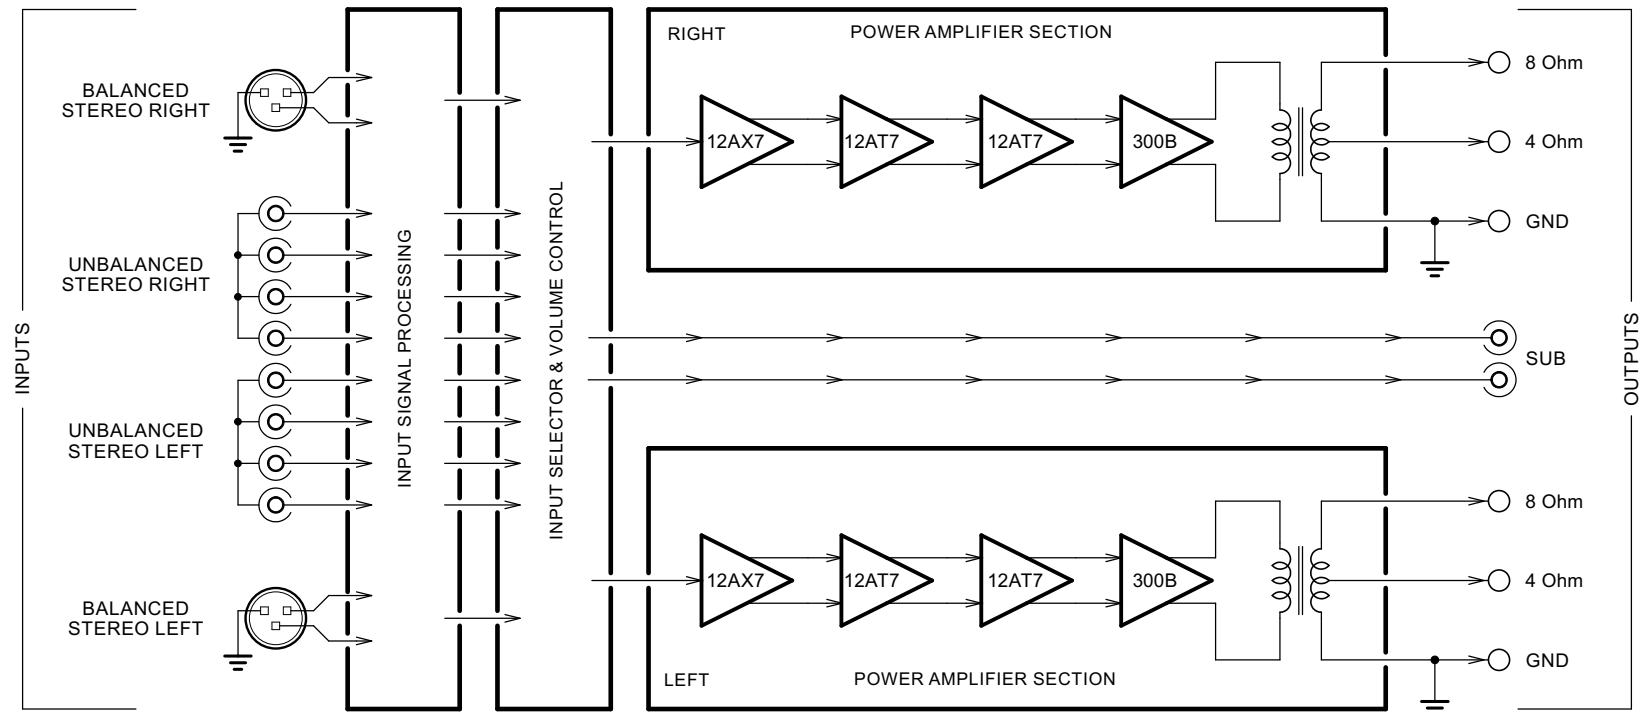 INPUTS
BALANCED
STEREO RIGHT
UNBALANCED
STEREO RIGHT
UNBALANCED
STEREO LEFT
BALANCED
STEREO LEFT
INPUT SIGNAL PROCESSING
INPUT SELECTOR & VOLUME CONTROL
RIGHT
POWER AMPLIFIER SECTION
12AX7
12AT7
12AT7
300B
8 Ohm
4 Ohm
GND
SUB
12AX7
12AT7
12AT7
300B
LEFT
POWER AMPLIFIER SECTION
8 Ohm
4 Ohm
GND
OUTPUTS